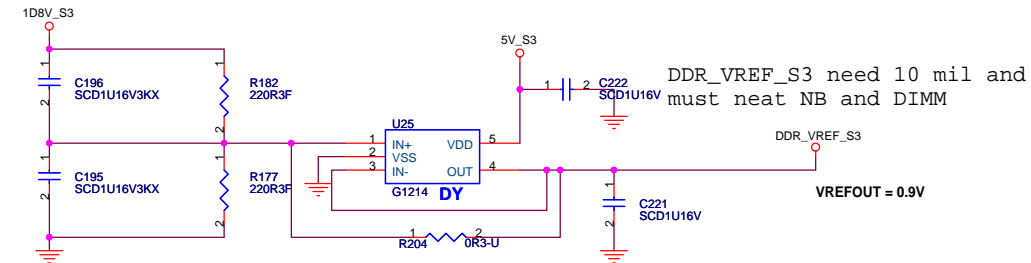 1D8V_S3
5V_S3
1
C196
SCD1U16V3KX
2
1
R182
220R3F
2
1
2
C222
SCD1U16V
DDR_VREF_S3 need 10 mil and
must neat NB and DIMM
DDR_VREF_S3
U25
1
IN+
VDD
5
2
VSS
3
IN-
OUT
4
G1214
DY
1
C195
SCD1U16V3KX
2
1
R177
220R3F
2
1
C221
SCD1U16V
2
VREFOUT = 0.9V
1
2
R204
0R3-U